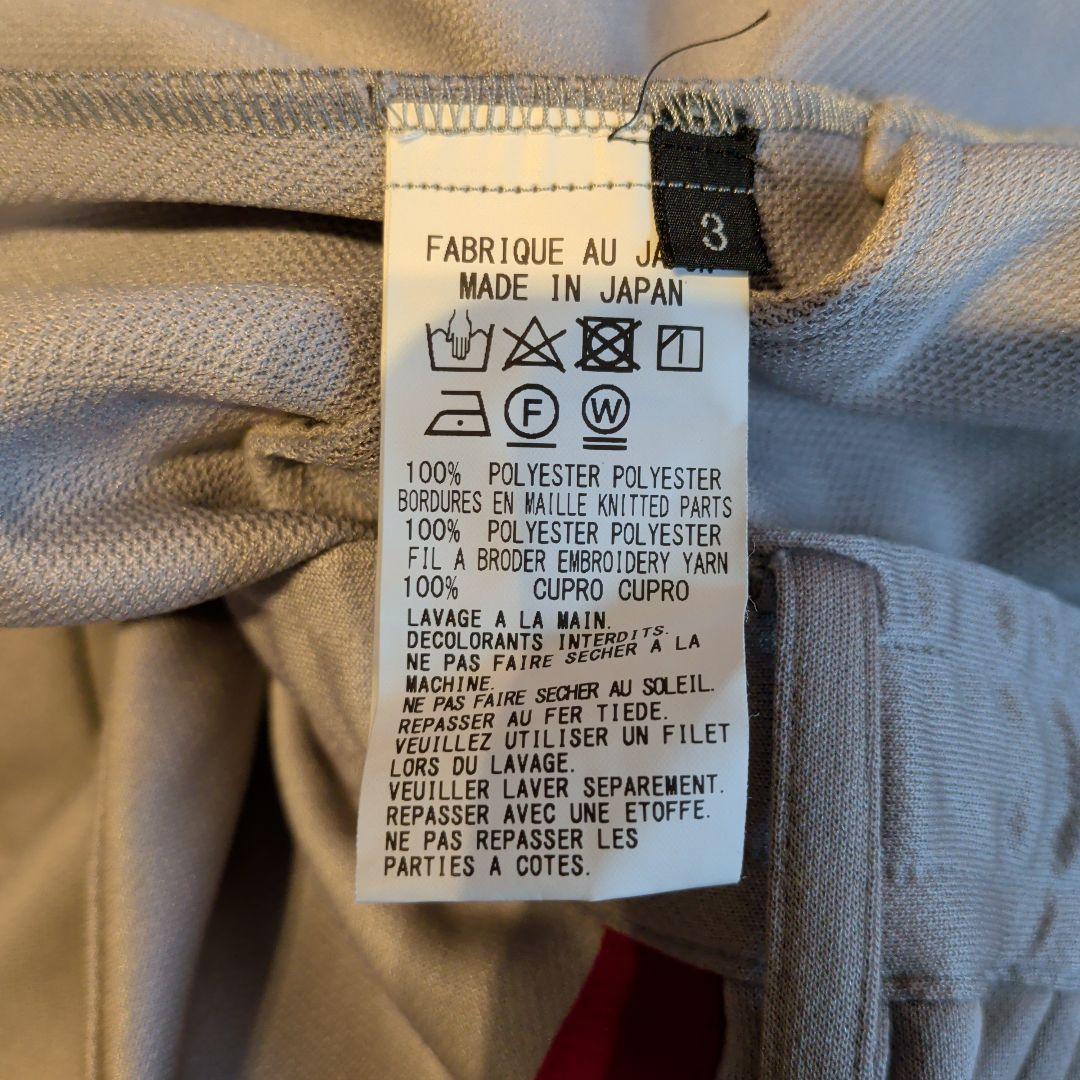 3
FABRIQUE AU
MADE IN JAPAN
F W
100% POLYESTER POLYESTER
BORDURES EN MAILLE KNITTED PARTS
100% POLYESTER POLYESTER
FIL A BRODER EMBROIDERY YARN
100% CUPRO CUPRO
LAVAGE A LA MAIN.
DECOLORANTS INTERDITS.
NE PAS FAIRE SECHER A LA
MACHINE.
NE PAS FAIRE SECHER AU SOLEIL.
REPASSER AU FER TIEDE.
VEUILLEZ UTILISER UN FILET
LORS DU LAVAGE.
VEUILLER LAVER SEPAREMENT.
REPASSER AVEC UNE ETOFFE.
NE PAS REPASSER LES
PARTIES A COTES.